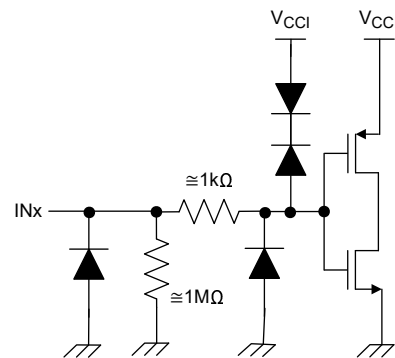 VCCI
VCC
≅1kΩ
INx
≅1MΩ